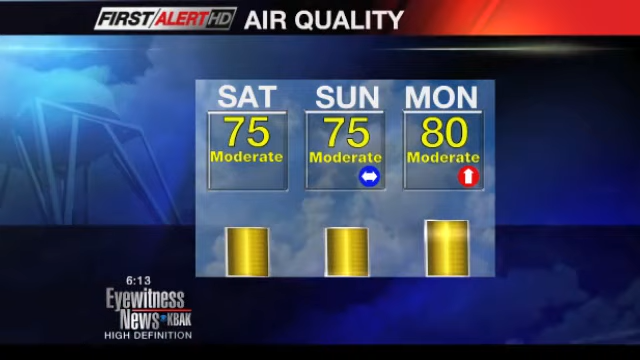 FIRST/ALERT HD AIR QUALITY
SAT SUN MON
75 75 80
Moderate Moderate Moderate
6:13
Eyewitness
News KBAK
HIGH DEFINITION